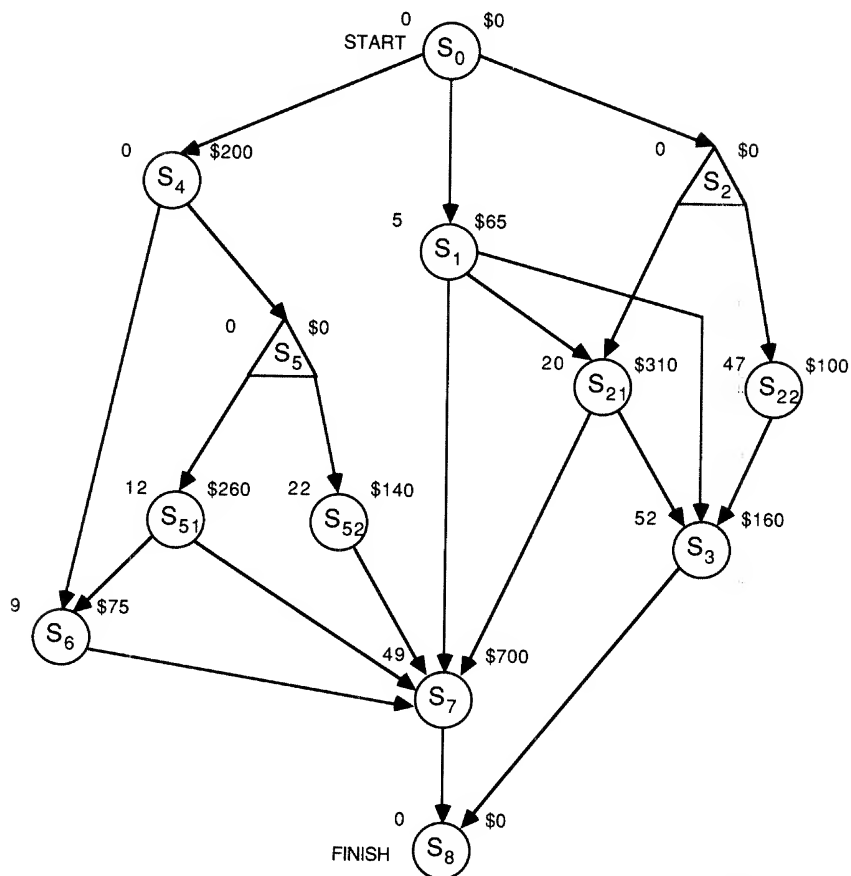 0 $0
START S0
0 $200
S4
0 $0
S2
5 $65
S1
0 $0
S5
20 $310
S21
47 $100
S22
12 $260
S51
22 $140
S52
52 $160
S3
9 $75
S6
49 $700
S7
0 $0
FINISH S8